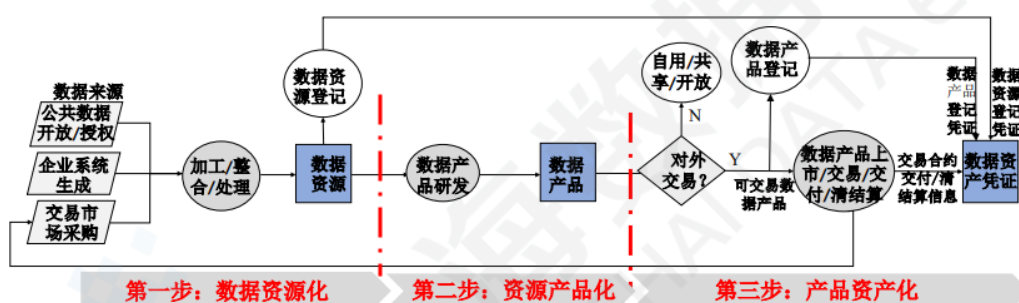 数据来源
公共数据
开放/授权
企业系统
生成
交易市
场采购
加工/整
合/处理
数据资
源登记
数据
资源
数据产
品研发
数据
产品
自用/共
享/开放
N
对外
交易？
Y
可交易数
据产品
数据产
品登记
数据产品上
市/交易/交
付/清结算
数据
产品
登记
凭证
数据
资源
登记
凭证
交易合约
交付/清
结算信息
数据资
产凭证
第一步：数据资源化
第二步：资源产品化
第三步：产品资产化